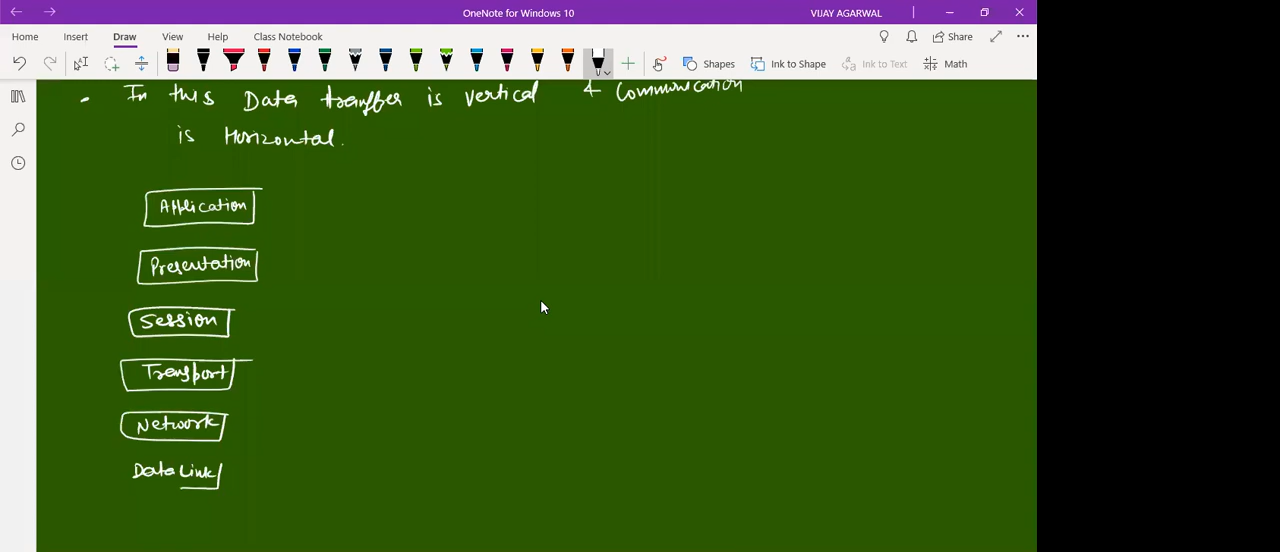 OneNote for Windows 10
VIJAY AGARWAL
Home Insert Draw View Help Class Notebook
Share
Shapes Ink to Shape Ink to Text Math
- In this Data transfer is vertical & Communication
is Horizontal.
Application
Presentation
Session
Transport
Network
Data Link